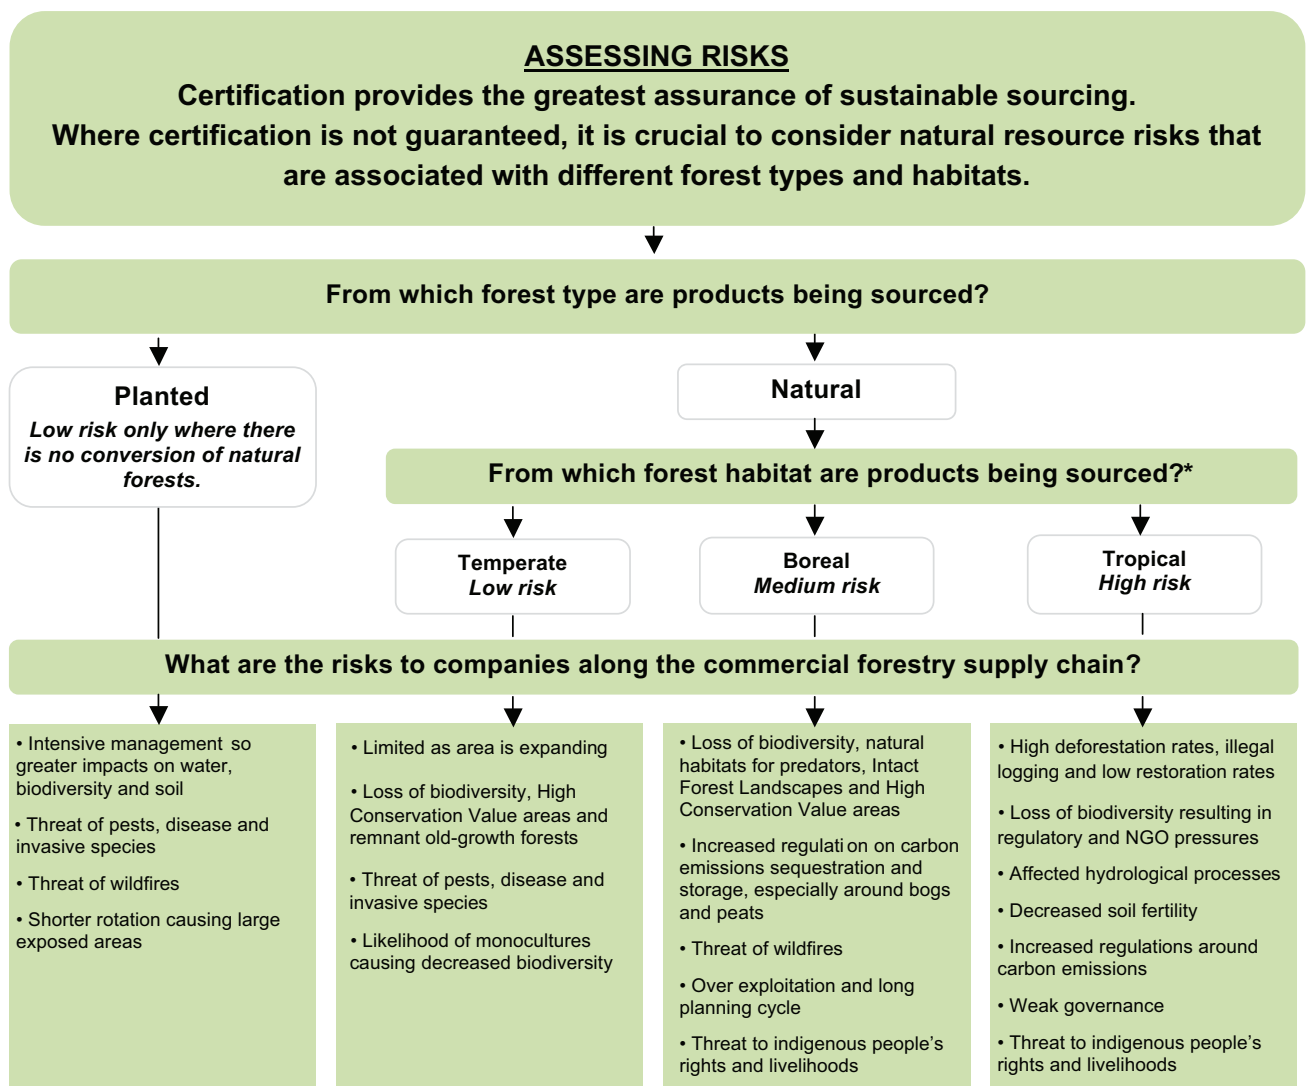 ASSESSING RISKS
Certification provides the greatest assurance of sustainable sourcing.
Where certification is not guaranteed, it is crucial to consider natural resource risks that
are associated with different forest types and habitats.
From which forest type are products being sourced?
Planted
Low risk only where there
is no conversion of natural
forests.
Natural
From which forest habitat are products being sourced?*
Temperate
Low risk
Boreal
Medium risk
Tropical
High risk
What are the risks to companies along the commercial forestry supply chain?
• Intensive management so
greater impacts on water,
biodiversity and soil
• Threat of pests, disease and
invasive species
• Threat of wildfires
• Shorter rotation causing large
exposed areas
• Limited as area is expanding
• Loss of biodiversity, High
Conservation Value areas and
remnant old-growth forests
• Threat of pests, disease and
invasive species
• Likelihood of monocultures
causing decreased biodiversity
• Loss of biodiversity, natural
habitats for predators, Intact
Forest Landscapes and High
Conservation Value areas
• Increased regulation on carbon
emissions sequestration and
storage, especially around bogs
and peats
• Threat of wildfires
• Over exploitation and long
planning cycle
• Threat to indigenous people's
rights and livelihoods
• High deforestation rates, illegal
logging and low restoration rates
• Loss of biodiversity resulting in
regulatory and NGO pressures
• Affected hydrological processes
• Decreased soil fertility
• Increased regulations around
carbon emissions
• Weak governance
• Threat to indigenous people's
rights and livelihoods